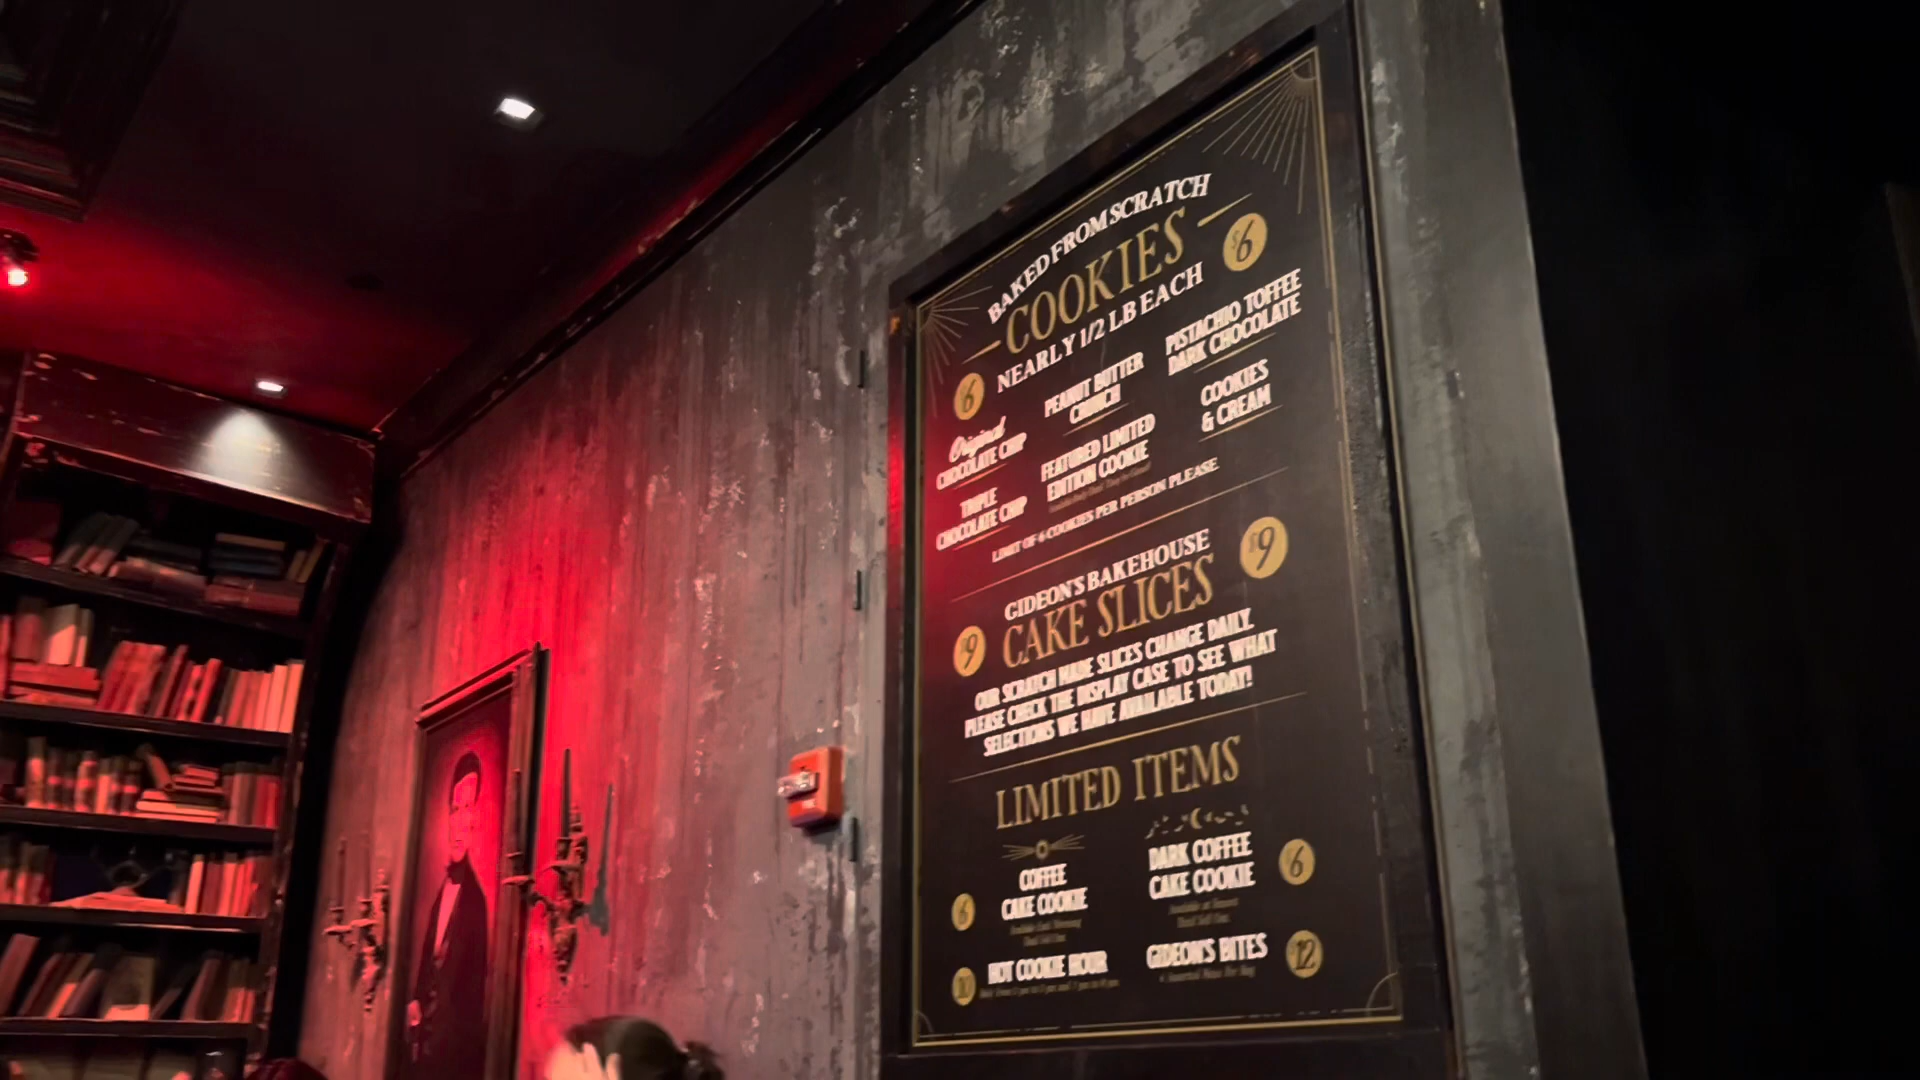 BAKED FROM SCRATCH
COOKIES
$6
NEARLY 1/2 LB EACH
6
Original
CHOCOLATE CHIP
TRIPLE
CHOCOLATE CHIP
PEANUT BUTTER
CRUNCH
FEATURED LIMITED
EDITION COOKIE
PISTACHIO TOFFEE
DARK CHOCOLATE
COOKIES
& CREAM
LIMIT OF 6 COOKIES PER PERSON PLEASE
GIDEON'S BAKEHOUSE
$9
CAKE SLICES
$9
OUR SCRATCH MADE SLICES CHANGE DAILY.
PLEASE CHECK THE DISPLAY CASE TO SEE WHAT
SELECTIONS WE HAVE AVAILABLE TODAY!
LIMITED ITEMS
COFFEE
CAKE COOKIE
6
DARK COFFEE
CAKE COOKIE
6
HOT COOKIE HOUR
10
GIDEON'S BITES
$12